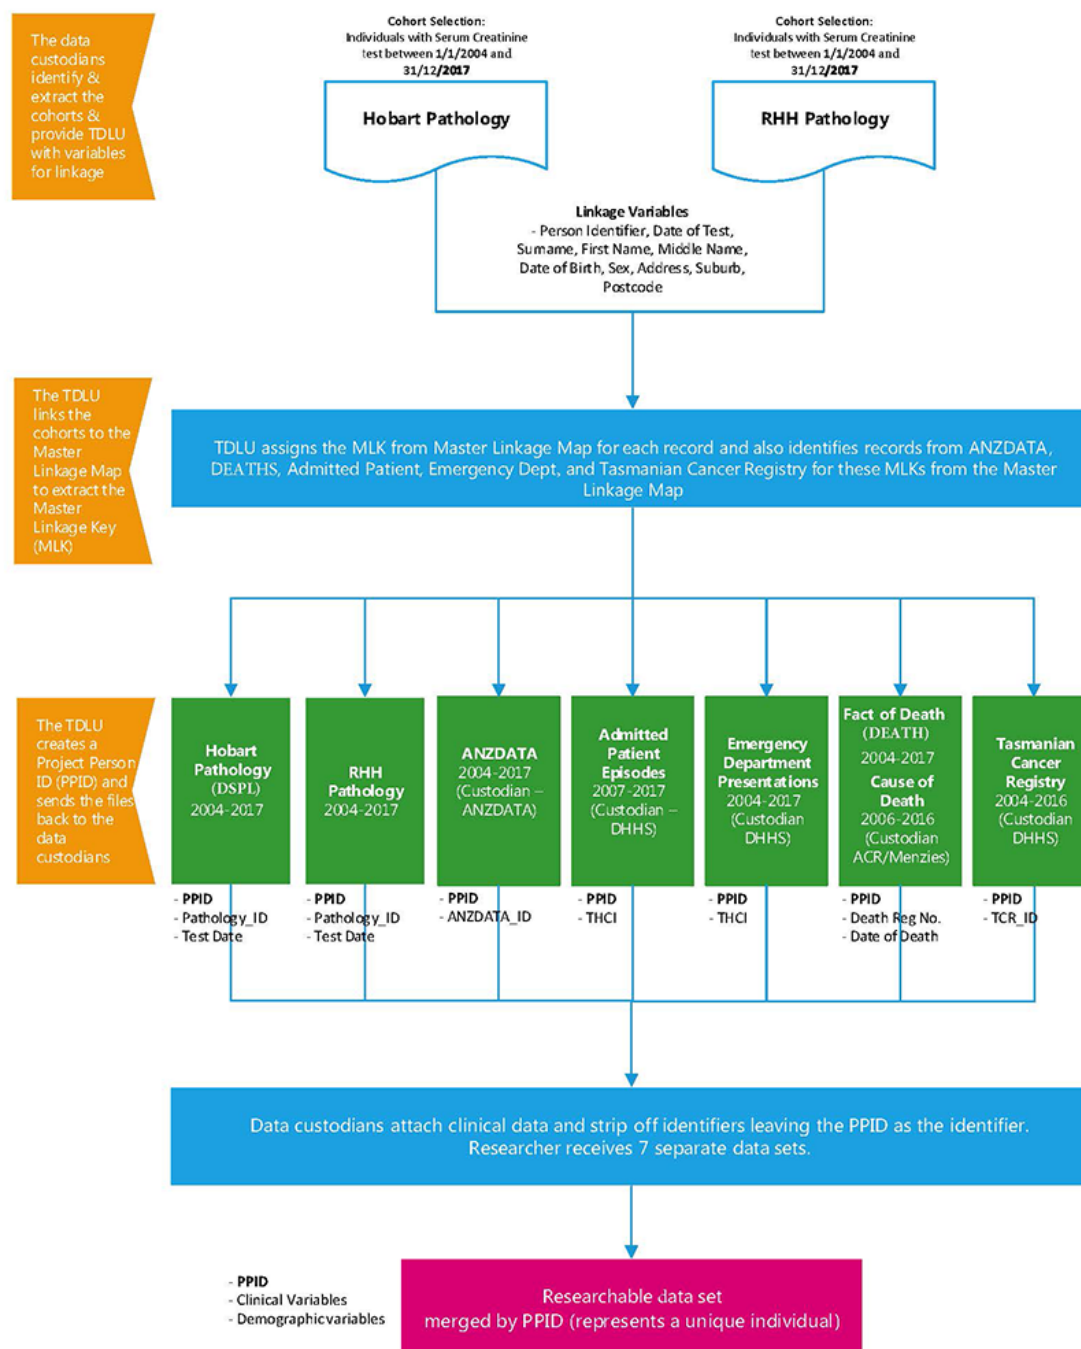 The data
custodians
identify &
extract the
cohorts &
provide TDLU
with variables
for linkage
Cohort Selection:
Individuals with Serum Creatinine
test between 1/1/2004 and
31/12/2017
Hobart Pathology
Cohort Selection:
Individuals with Serum Creatinine
test between 1/1/2004 and
31/12/2017
RHH Pathology
Linkage Variables
- Person Identifier, Date of Test,
Surname, First Name, Middle Name,
Date of Birth, Sex, Address, Suburb,
Postcode
The TDLU
links the
cohorts to the
Master
Linkage Map
to extract the
Master
Linkage Key
(MLK)
TDLU assigns the MLK from Master Linkage Map for each record and also identifies records from ANZDATA,
DEATHS, Admitted Patient, Emergency Dept, and Tasmanian Cancer Registry for these MLKs from the Master
Linkage Map
The TDLU
creates a
Project Person
ID (PPID) and
sends the files
back to the
data
custodians
Hobart
Pathology
(DSPL)
2004-2017
- PPID
- Pathology_ID
- Test Date
RHH
Pathology
2004-2017
- PPID
- Pathology_ID
- Test Date
ANZDATA
2004-2017
(Custodian –
ANZDATA)
- PPID
- ANZDATA_ID
Admitted
Patient
Episodes
2007-2017
(Custodian –
DHHS)
- PPID
- THCI
Emergency
Department
Presentations
2004-2017
(Custodian
DHHS)
- PPID
- THCI
Fact of Death
(DEATH)
2004-2017
Cause of
Death
2006-2016
(Custodian
ACR/Menzies)
- PPID
- Death Reg No.
- Date of Death
Tasmanian
Cancer
Registry
2004-2016
(Custodian
DHHS)
- PPID
- TCR_ID
Data custodians attach clinical data and strip off identifiers leaving the PPID as the identifier.
Researcher receives 7 separate data sets.
- PPID
- Clinical Variables
- Demographic variables
Researchable data set
merged by PPID (represents a unique individual)